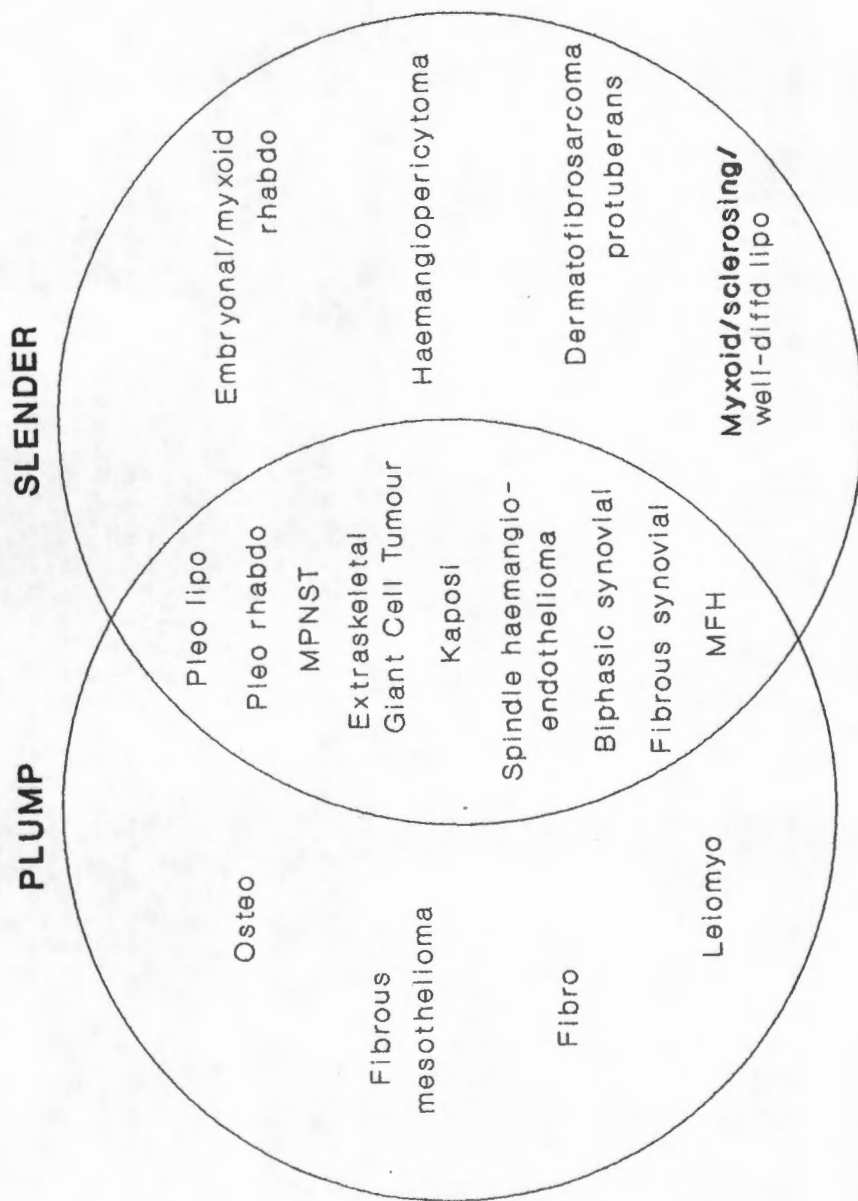 PLUMP
SLENDER
Osteo
Fibrous
mesothelioma
Fibro
Leiomyo
Pleo lipo
Pleo rhabdo
MPNST
Extraskeletal
Giant Cell Tumour
Kaposi
Spindle haemangio-
endothelioma
Biphasic synovial
Fibrous synovial
MFH
Embryonal/myxoid
rhabdo
Haemangiopericytoma
Dermatofibrosarcoma
protuberans
Myxoid/sclerosing/
well-diffd lipo